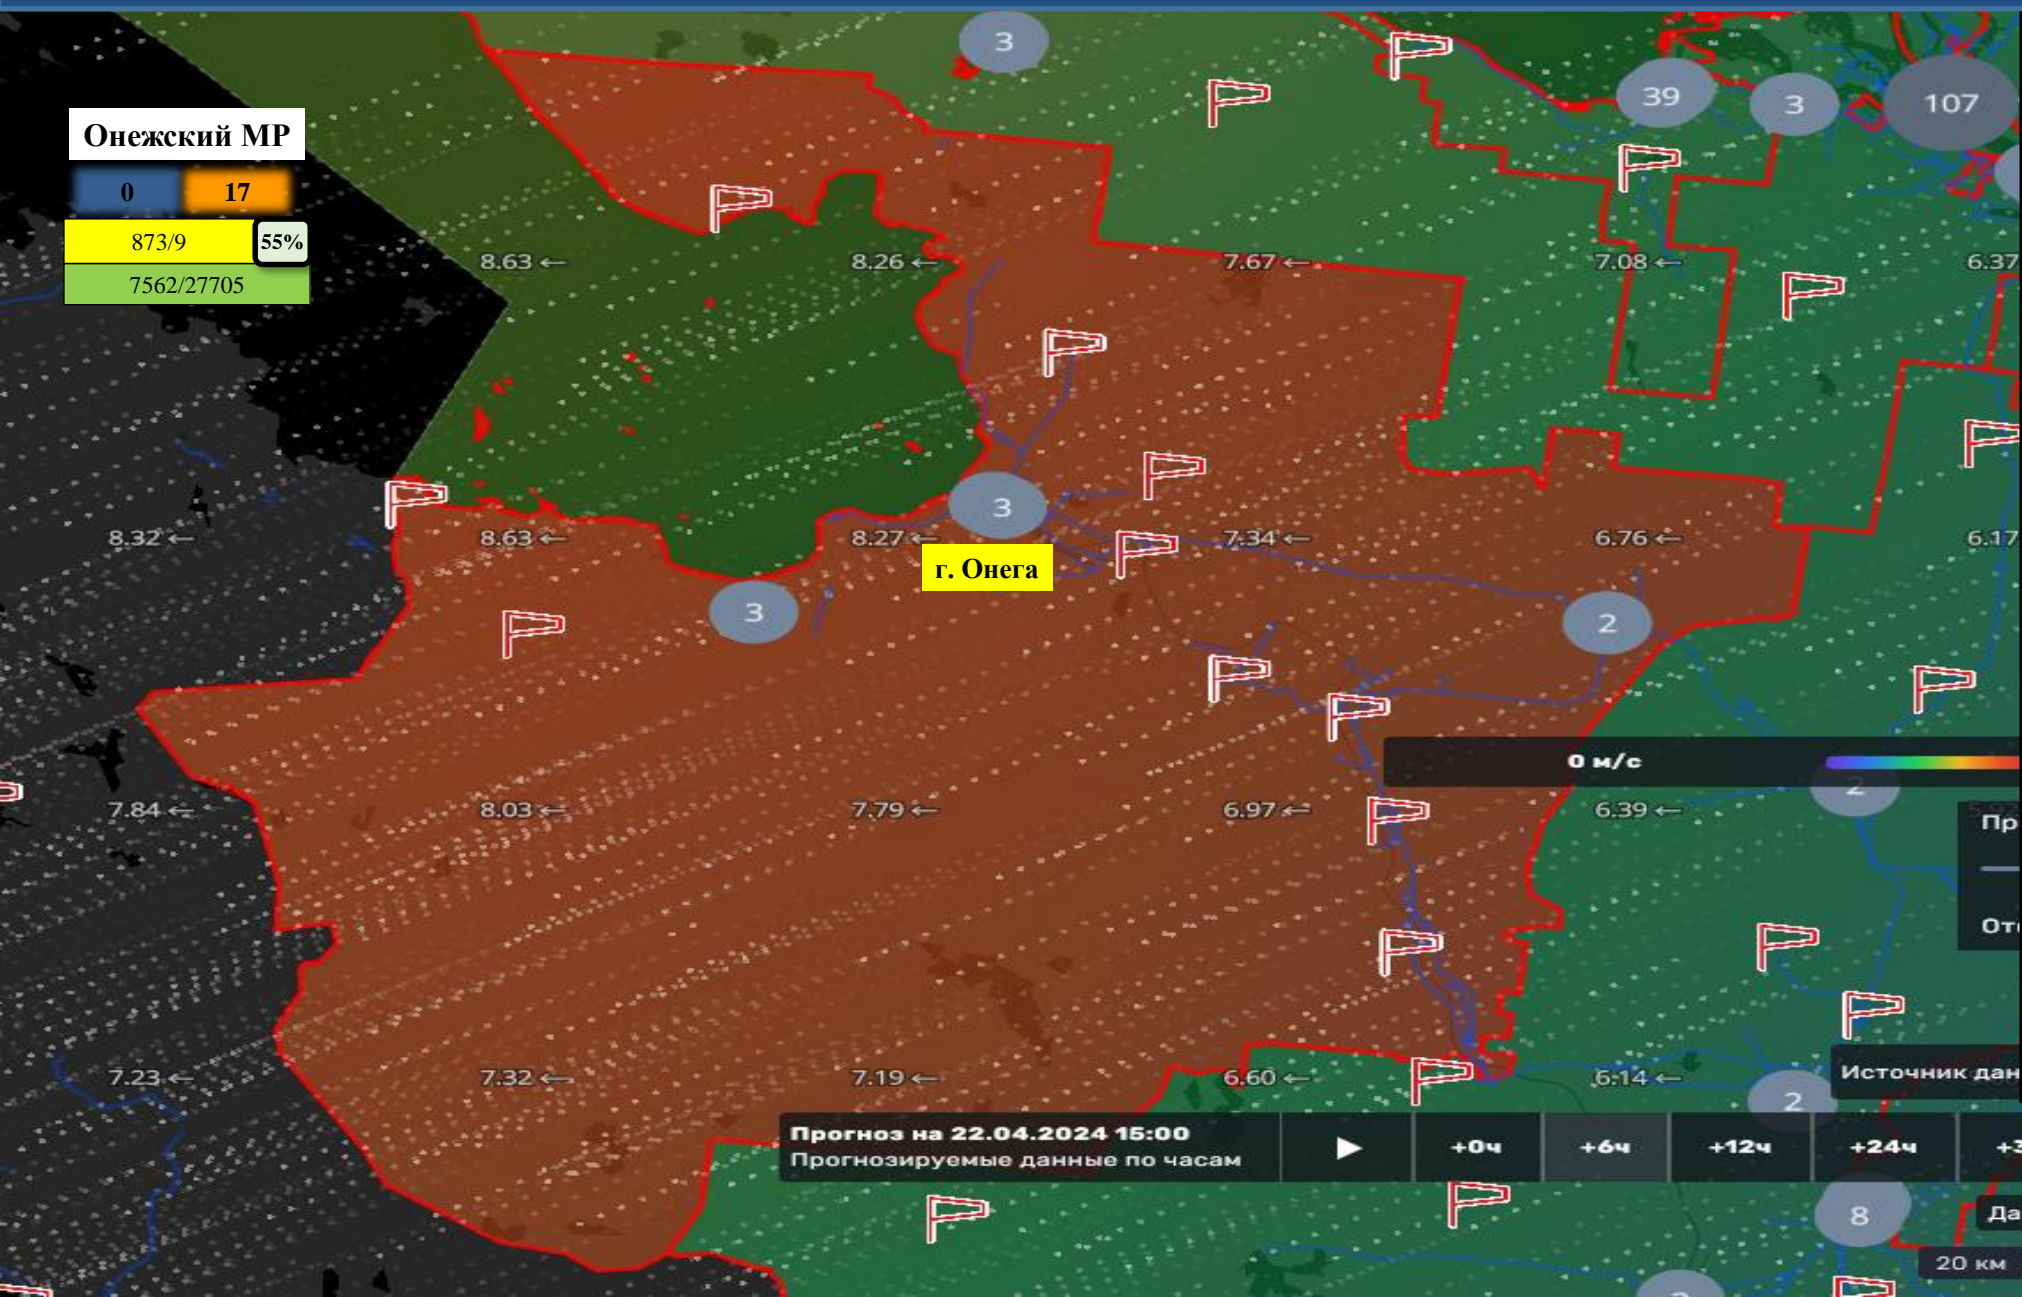 3
39
3
107
Онежский МР
0 17
873/9 55%
7562/27705
8.63 ← 8.26 ← 7.67 ← 7.08 ← 6.37
3
8.32 ← 8.63 ← 8.27 ← 7.34 ← 6.76 ← 6.17
г. Онега
3
2
0 м/с
2
7.84 ← 8.03 ← 7.79 ← 6.97 ← 6.39 ←
Пр
От
7.23 ← 7.32 ← 7.19 ← 6.60 ← 6.14 ←
Источник дан
2
Прогноз на 22.04.2024 15:00
Прогнозируемые данные по часам
+0ч +6ч +12ч +24ч +3
8
Да
20 км